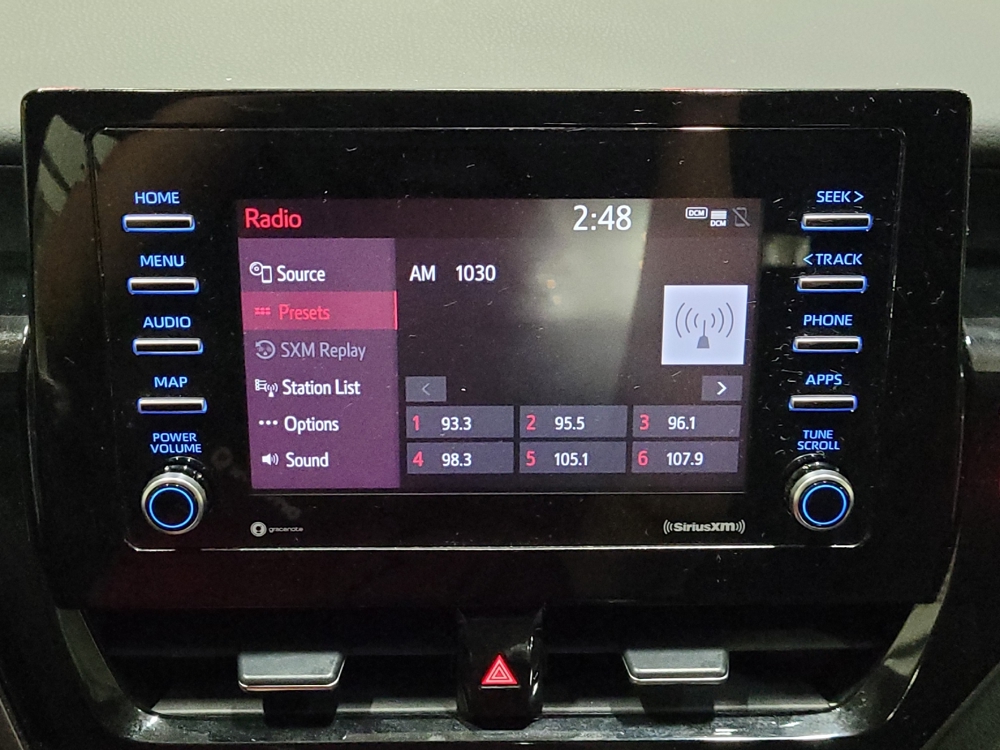 HOME
MENU
AUDIO
MAP
POWER
VOLUME
Radio 2:48 DCM DCM
Source
Presets
SXM Replay
Station List
Options
Sound
AM 1030
< >
1 93.3 2 95.5 3 96.1
4 98.3 5 105.1 6 107.9
gracenote
((SiriusXM))
SEEK >
< TRACK
PHONE
APPS
TUNE
SCROLL